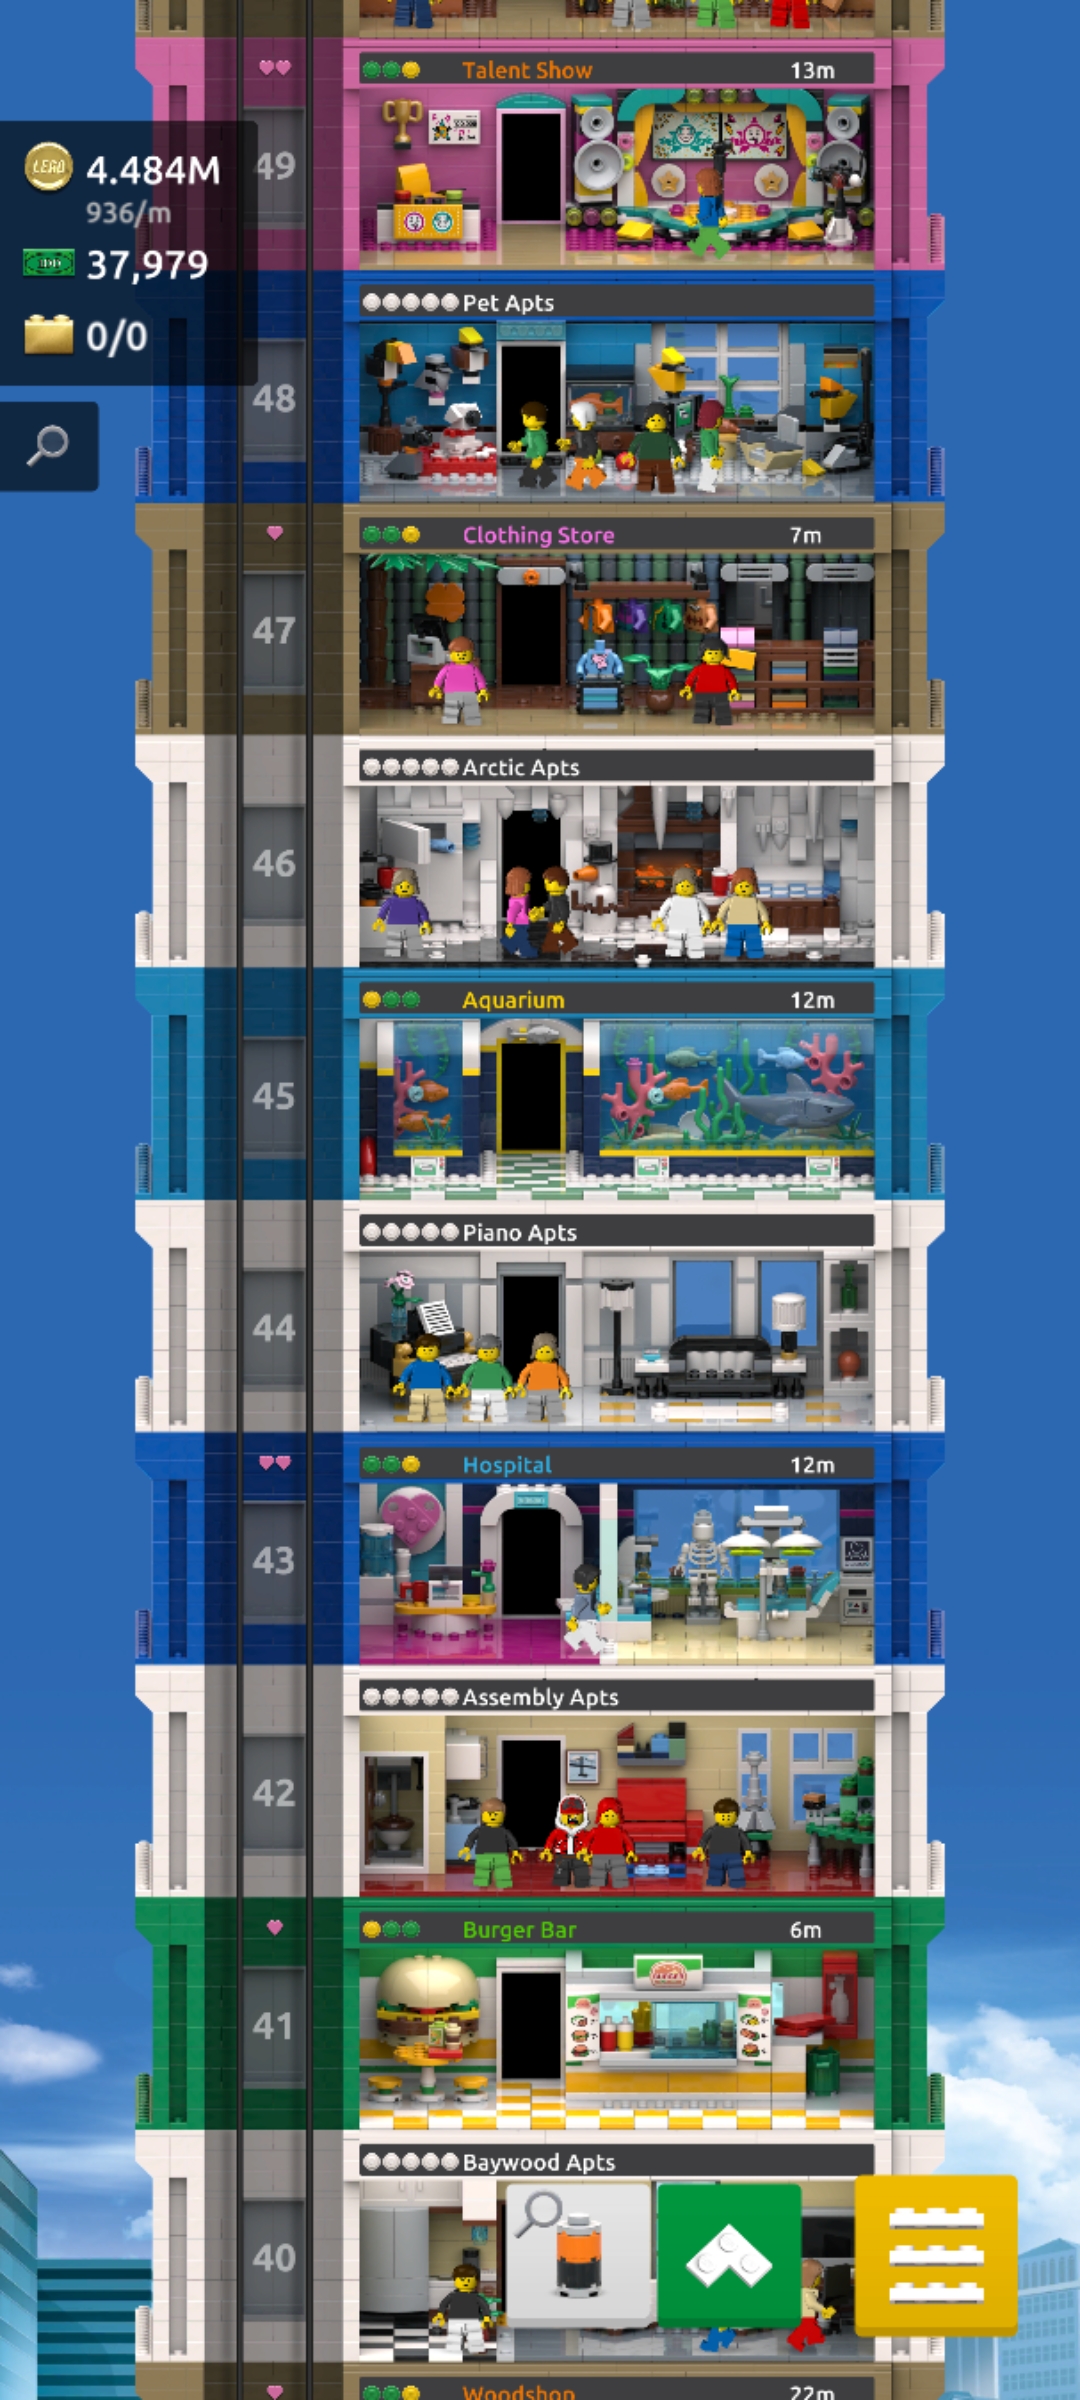 Talent Show 13m
49
LEGO 4.484M
936/m
37,979
0/0
Pet Apts
48
Clothing Store 7m
47
Arctic Apts
46
Aquarium 12m
45
Piano Apts
44
Hospital 12m
43
Assembly Apts
42
Burger Bar 6m
41
Baywood Apts
40
Woodshop 22m